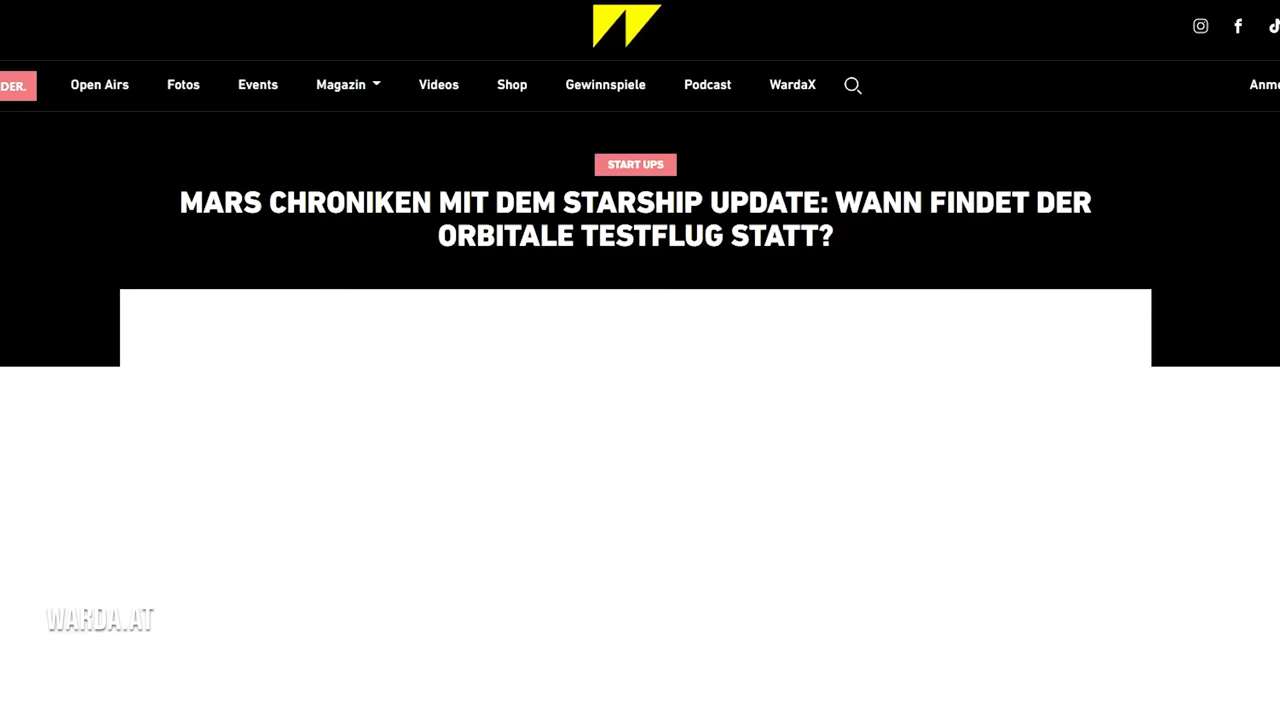 DER.
Open Airs Fotos Events Magazin Videos Shop Gewinnspiele Podcast WardaX Anme
START UPS
MARS CHRONIKEN MIT DEM STARSHIP UPDATE: WANN FINDET DER
ORBITALE TESTFLUG STATT?
WARDA.AT